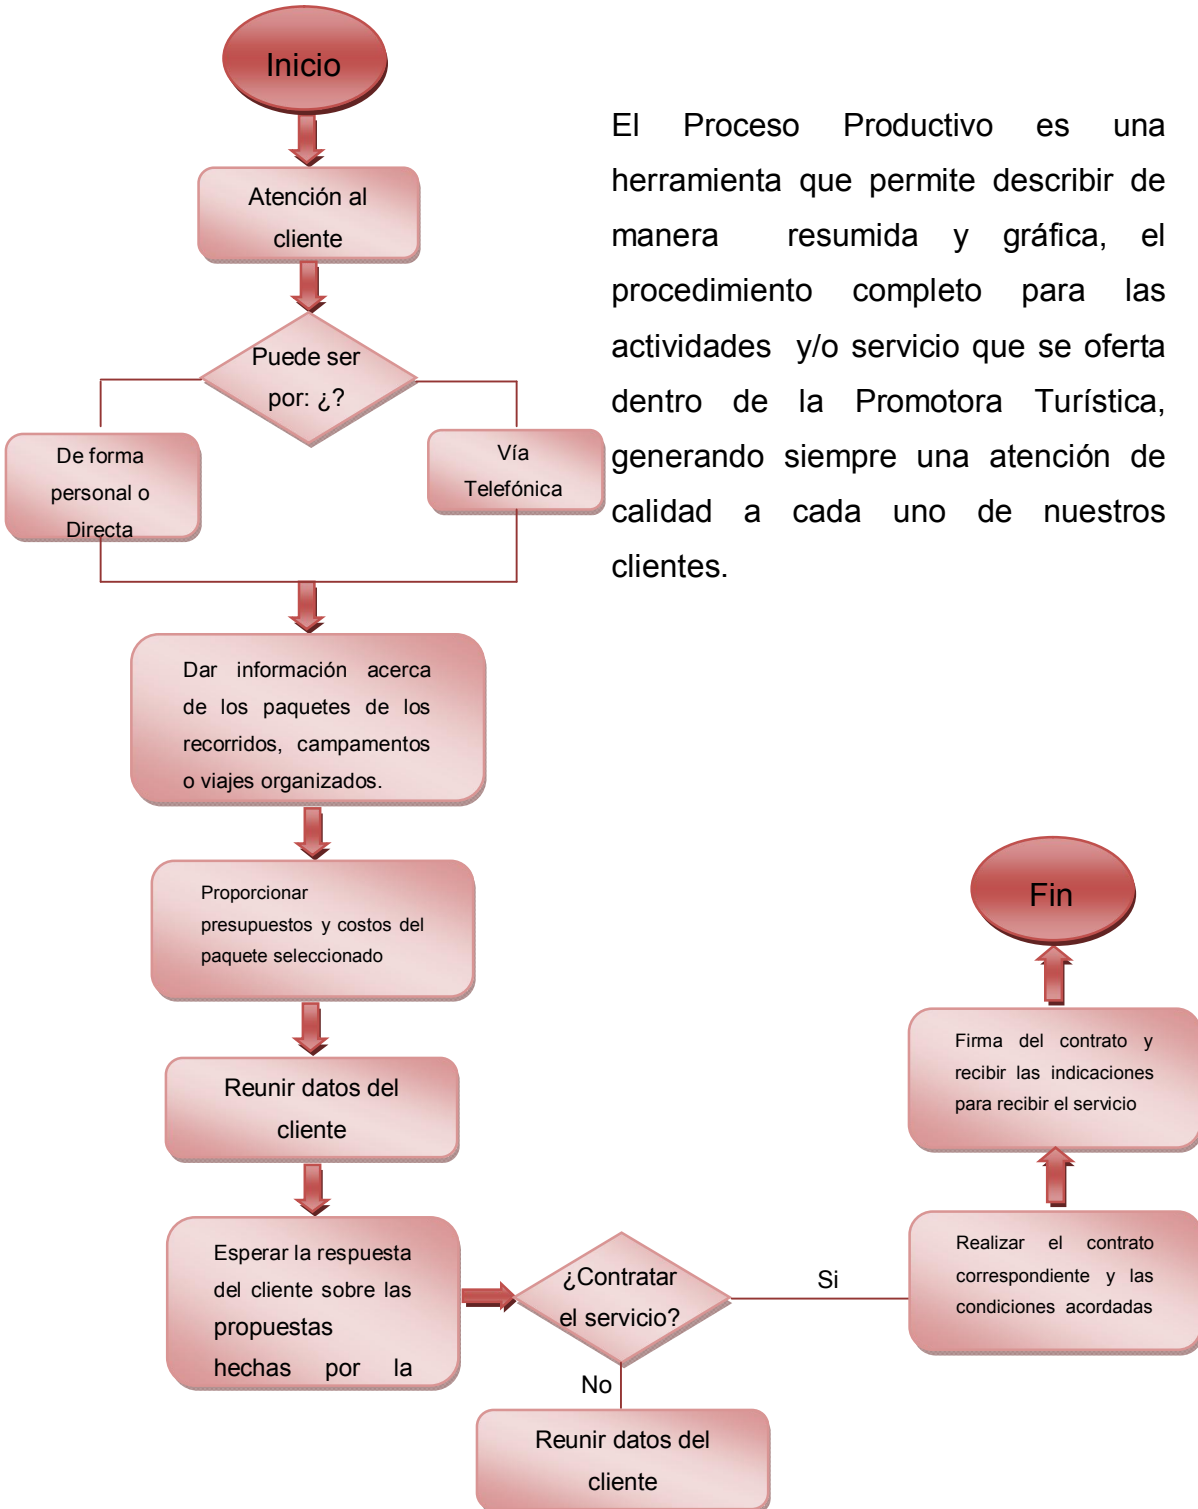 Inicio
El Proceso Productivo es una
herramienta que permite describir de
manera resumida y gráfica, el
procedimiento completo para las
actividades y/o servicio que se oferta
dentro de la Promotora Turística,
generando siempre una atención de
calidad a cada uno de nuestros
clientes.
Atención al
cliente
Puede ser
por: ¿?
De forma
personal o
Directa
Vía
Telefónica
Dar información acerca
de los paquetes de los
recorridos, campamentos
o viajes organizados.
Proporcionar
presupuestos y costos del
paquete seleccionado
Reunir datos del
cliente
Esperar la respuesta
del cliente sobre las
propuestas
hechas por la
¿Contratar
el servicio?
No
Reunir datos del
cliente
Si
Realizar el contrato
correspondiente y las
condiciones acordadas
Firma del contrato y
recibir las indicaciones
para recibir el servicio
Fin